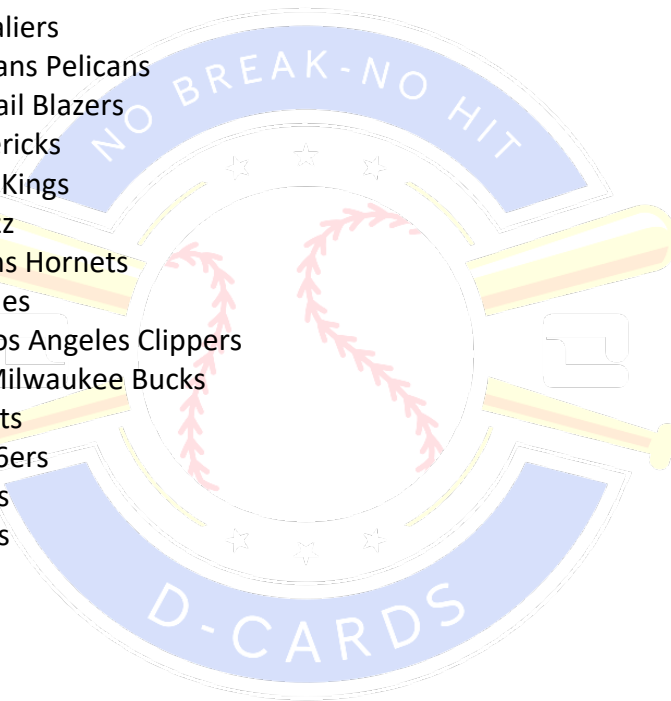 aliers
ans Pelicans
ail Blazers
ericks
Kings
z
ns Hornets
es
os Angeles Clippers
Milwaukee Bucks
ts
6ers
s
s
NO BREAK-NO HIT
D-CARDS